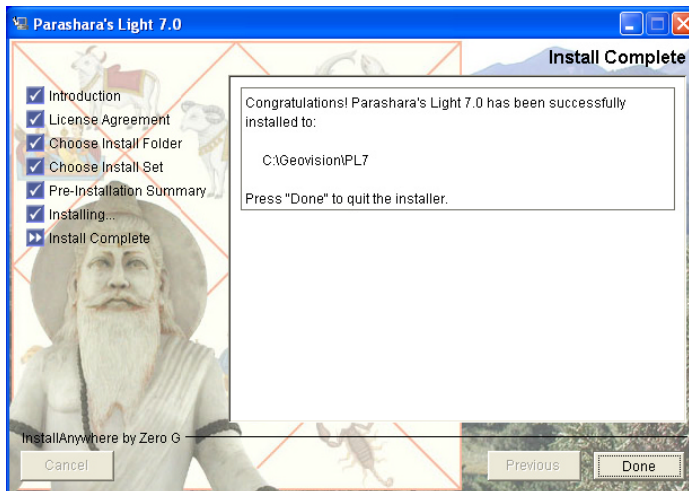 Parashara's Light 7.0
Install Complete
Introduction
License Agreement
Choose Install Folder
Choose Install Set
Pre-Installation Summary
Installing...
Install Complete
Congratulations! Parashara's Light 7.0 has been successfully
installed to:
C:\Geovision\PL7
Press "Done" to quit the installer.
InstallAnywhere by Zero G
Cancel
Previous
Done